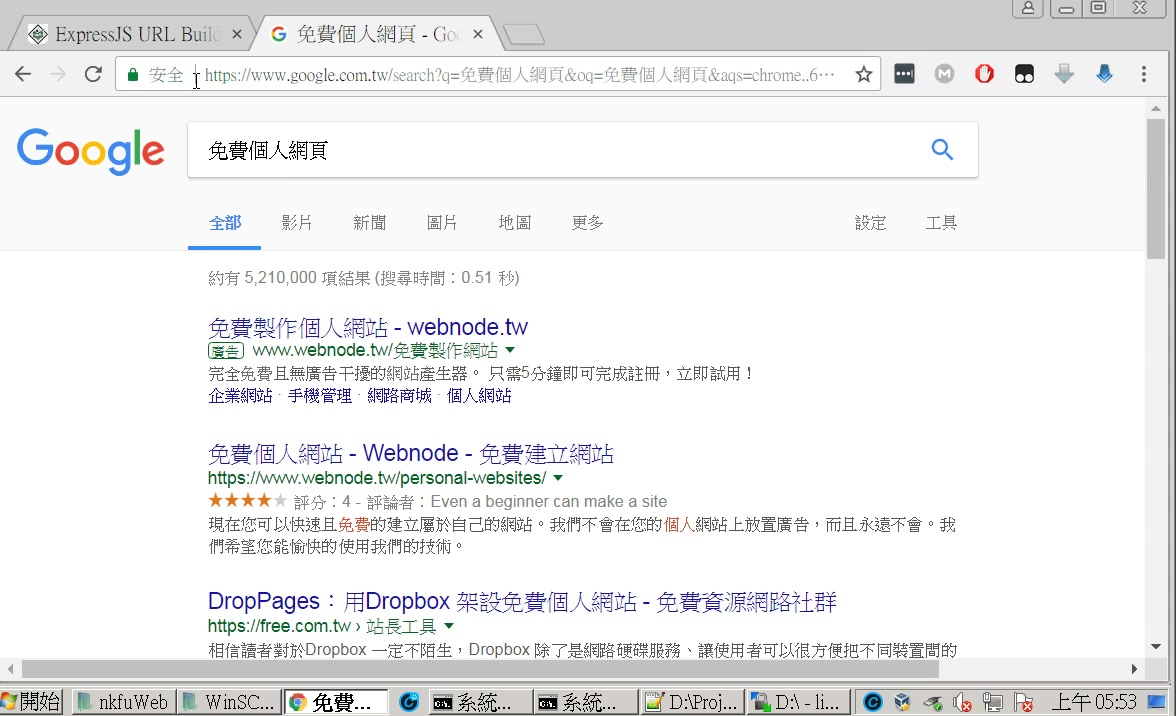 ExpressJS URL Build
免費個人網頁 - Goo
安全
https://www.google.com.tw/search?q=免費個人網頁&oq=免費個人網頁&aqs=chrome..6···
Google
免費個人網頁
全部 影片 新聞 圖片 地圖 更多 設定 工具
約有 5,210,000 項結果 (搜尋時間：0.51 秒)
免費製作個人網站 - webnode.tw
廣告 www.webnode.tw/免費製作網站
完全免費且無廣告干擾的網站產生器。 只需5分鐘即可完成註冊，立即試用！
企業網站 · 手機管理 · 網路商城 · 個人網站
免費個人網站 - Webnode - 免費建立網站
https://www.webnode.tw/personal-websites/
評分：4 - 評論者：Even a beginner can make a site
現在您可以快速且免費的建立屬於自己的網站。我們不會在您的個人網站上放置廣告，而且永遠不會。我
們希望您能愉快的使用我們的技術。
DropPages：用Dropbox 架設免費個人網站 - 免費資源網路社群
https://free.com.tw › 站長工具
相信讀者對於Dropbox 一定不陌生，Dropbox 除了是網路硬碟服務、讓使用者可以很方便把不同裝置間的
開始 nkfuWeb WinSC... 免費... 系統... 系統... D:\Proj... D:\ - li... 上午 05:53